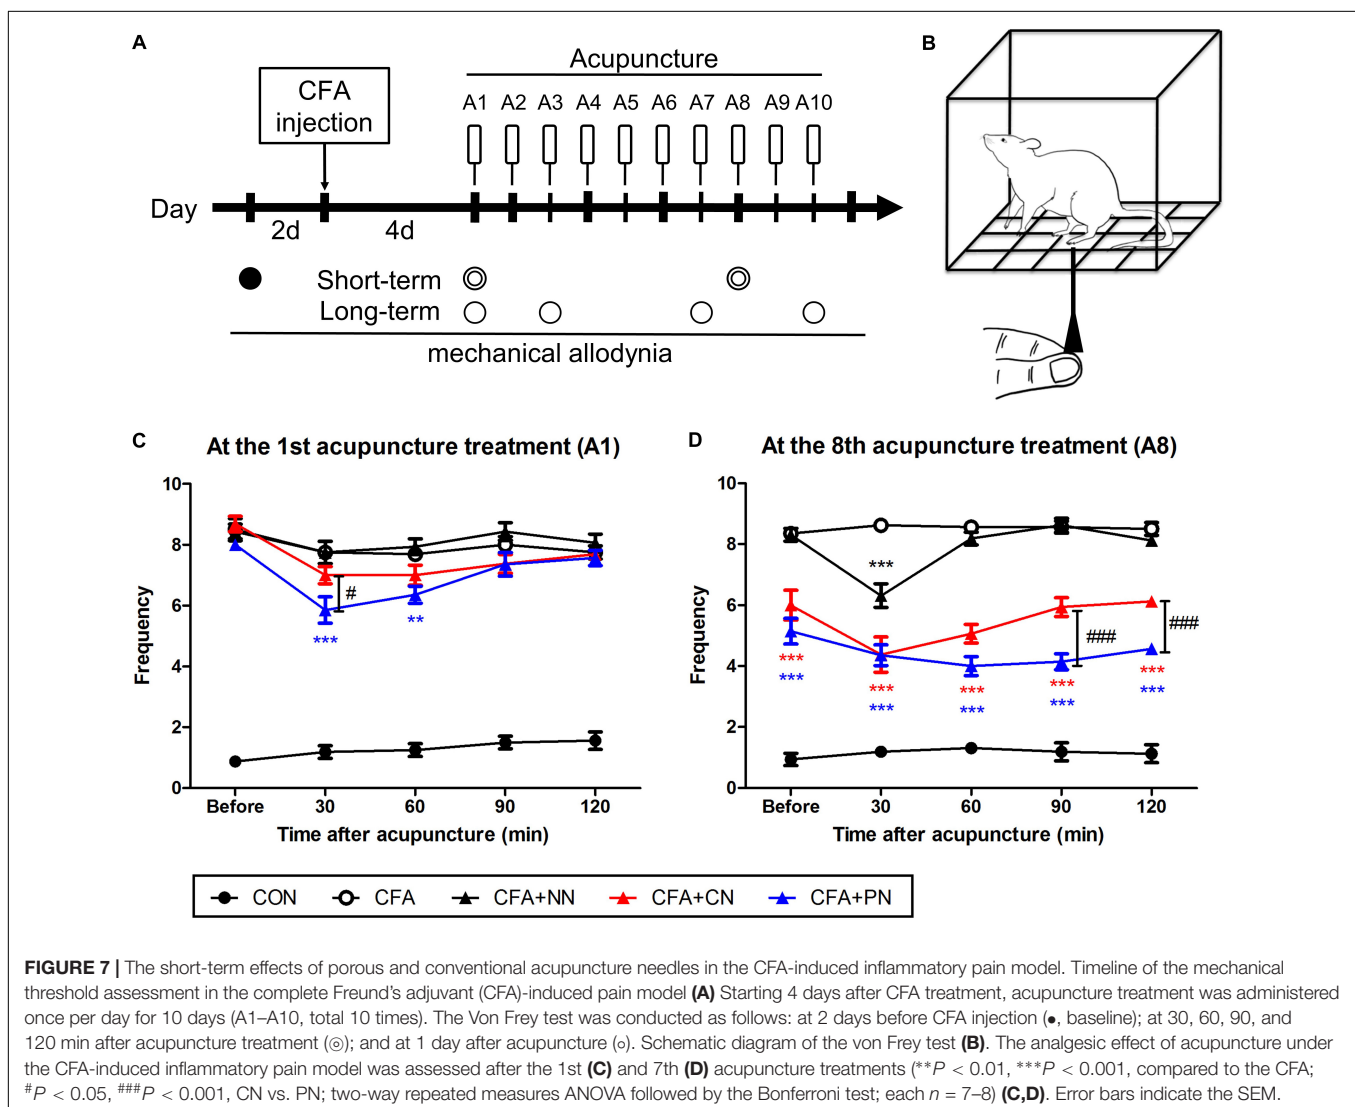 A
B
Acupuncture
CFA
injection
A1 A2 A3 A4 A5 A6 A7 A8 A9 A10
Day
2d 4d
Short-term
Long-term
mechanical allodynia
C
At the 1st acupuncture treatment (A1)
Frequency
10
8
6
4
2
0
#
***
**
Before 30 60 90 120
Time after acupuncture (min)
D
At the 8th acupuncture treatment (A8)
Frequency
10
8
6
4
2
0
***
###
###
*** *** *** *** ***
*** *** *** *** ***
Before 30 60 90 120
Time after acupuncture (min)
CON CFA CFA+NN CFA+CN CFA+PN
FIGURE 7 | The short-term effects of porous and conventional acupuncture needles in the CFA-induced inflammatory pain model. Timeline of the mechanical
threshold assessment in the complete Freund's adjuvant (CFA)-induced pain model (A) Starting 4 days after CFA treatment, acupuncture treatment was administered
once per day for 10 days (A1–A10, total 10 times). The Von Frey test was conducted as follows: at 2 days before CFA injection (●, baseline); at 30, 60, 90, and
120 min after acupuncture treatment (⊚); and at 1 day after acupuncture (○). Schematic diagram of the von Frey test (B). The analgesic effect of acupuncture under
the CFA-induced inflammatory pain model was assessed after the 1st (C) and 7th (D) acupuncture treatments (**P < 0.01, ***P < 0.001, compared to the CFA;
#P < 0.05, ###P < 0.001, CN vs. PN; two-way repeated measures ANOVA followed by the Bonferroni test; each n = 7–8) (C,D). Error bars indicate the SEM.